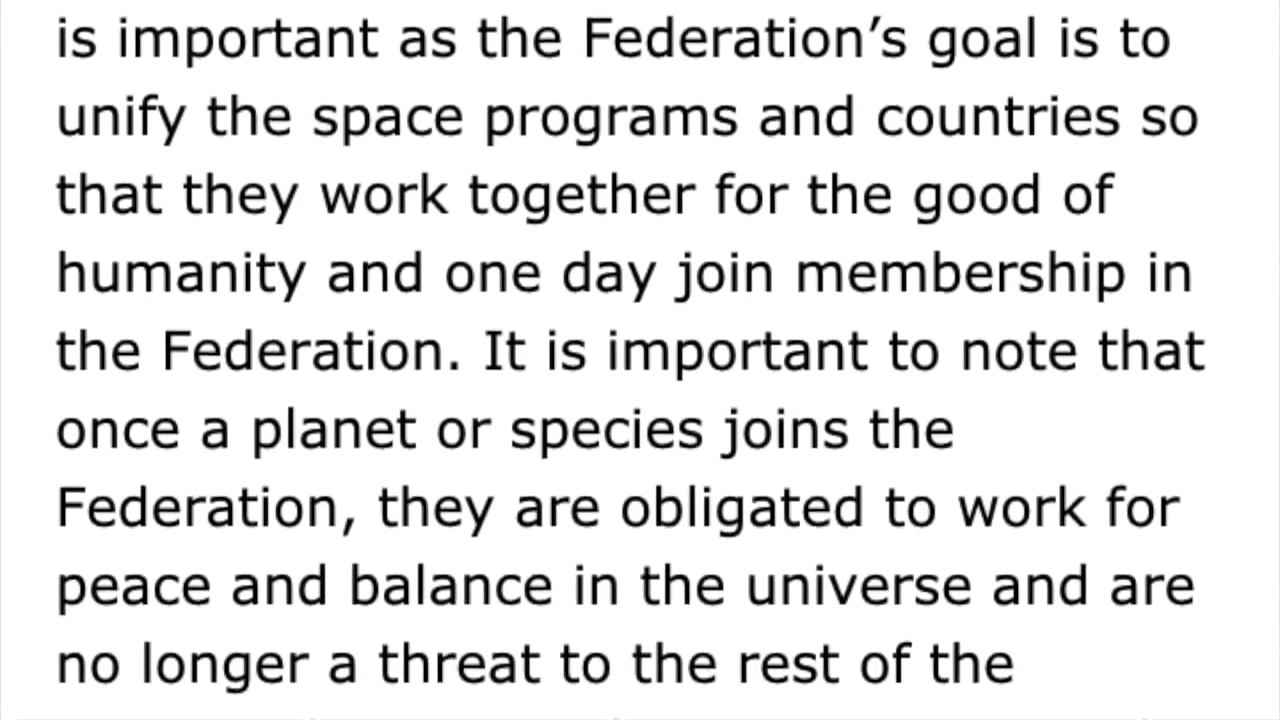 is important as the Federation’s goal is to
unify the space programs and countries so
that they work together for the good of
humanity and one day join membership in
the Federation. It is important to note that
once a planet or species joins the
Federation, they are obligated to work for
peace and balance in the universe and are
no longer a threat to the rest of the